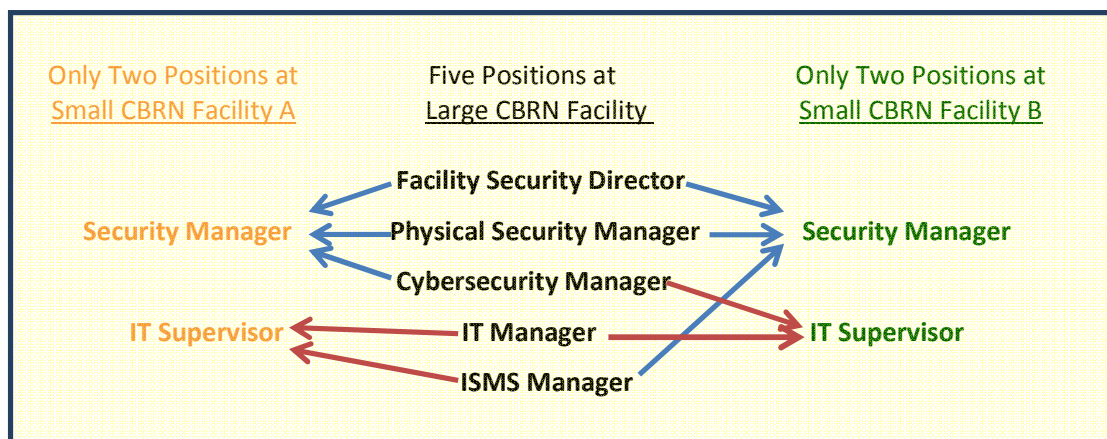 Only Two Positions at
Small CBRN Facility A
Five Positions at
Large CBRN Facility
Only Two Positions at
Small CBRN Facility B
Facility Security Director
Security Manager
Physical Security Manager
Security Manager
Cybersecurity Manager
IT Supervisor
IT Manager
IT Supervisor
ISMS Manager